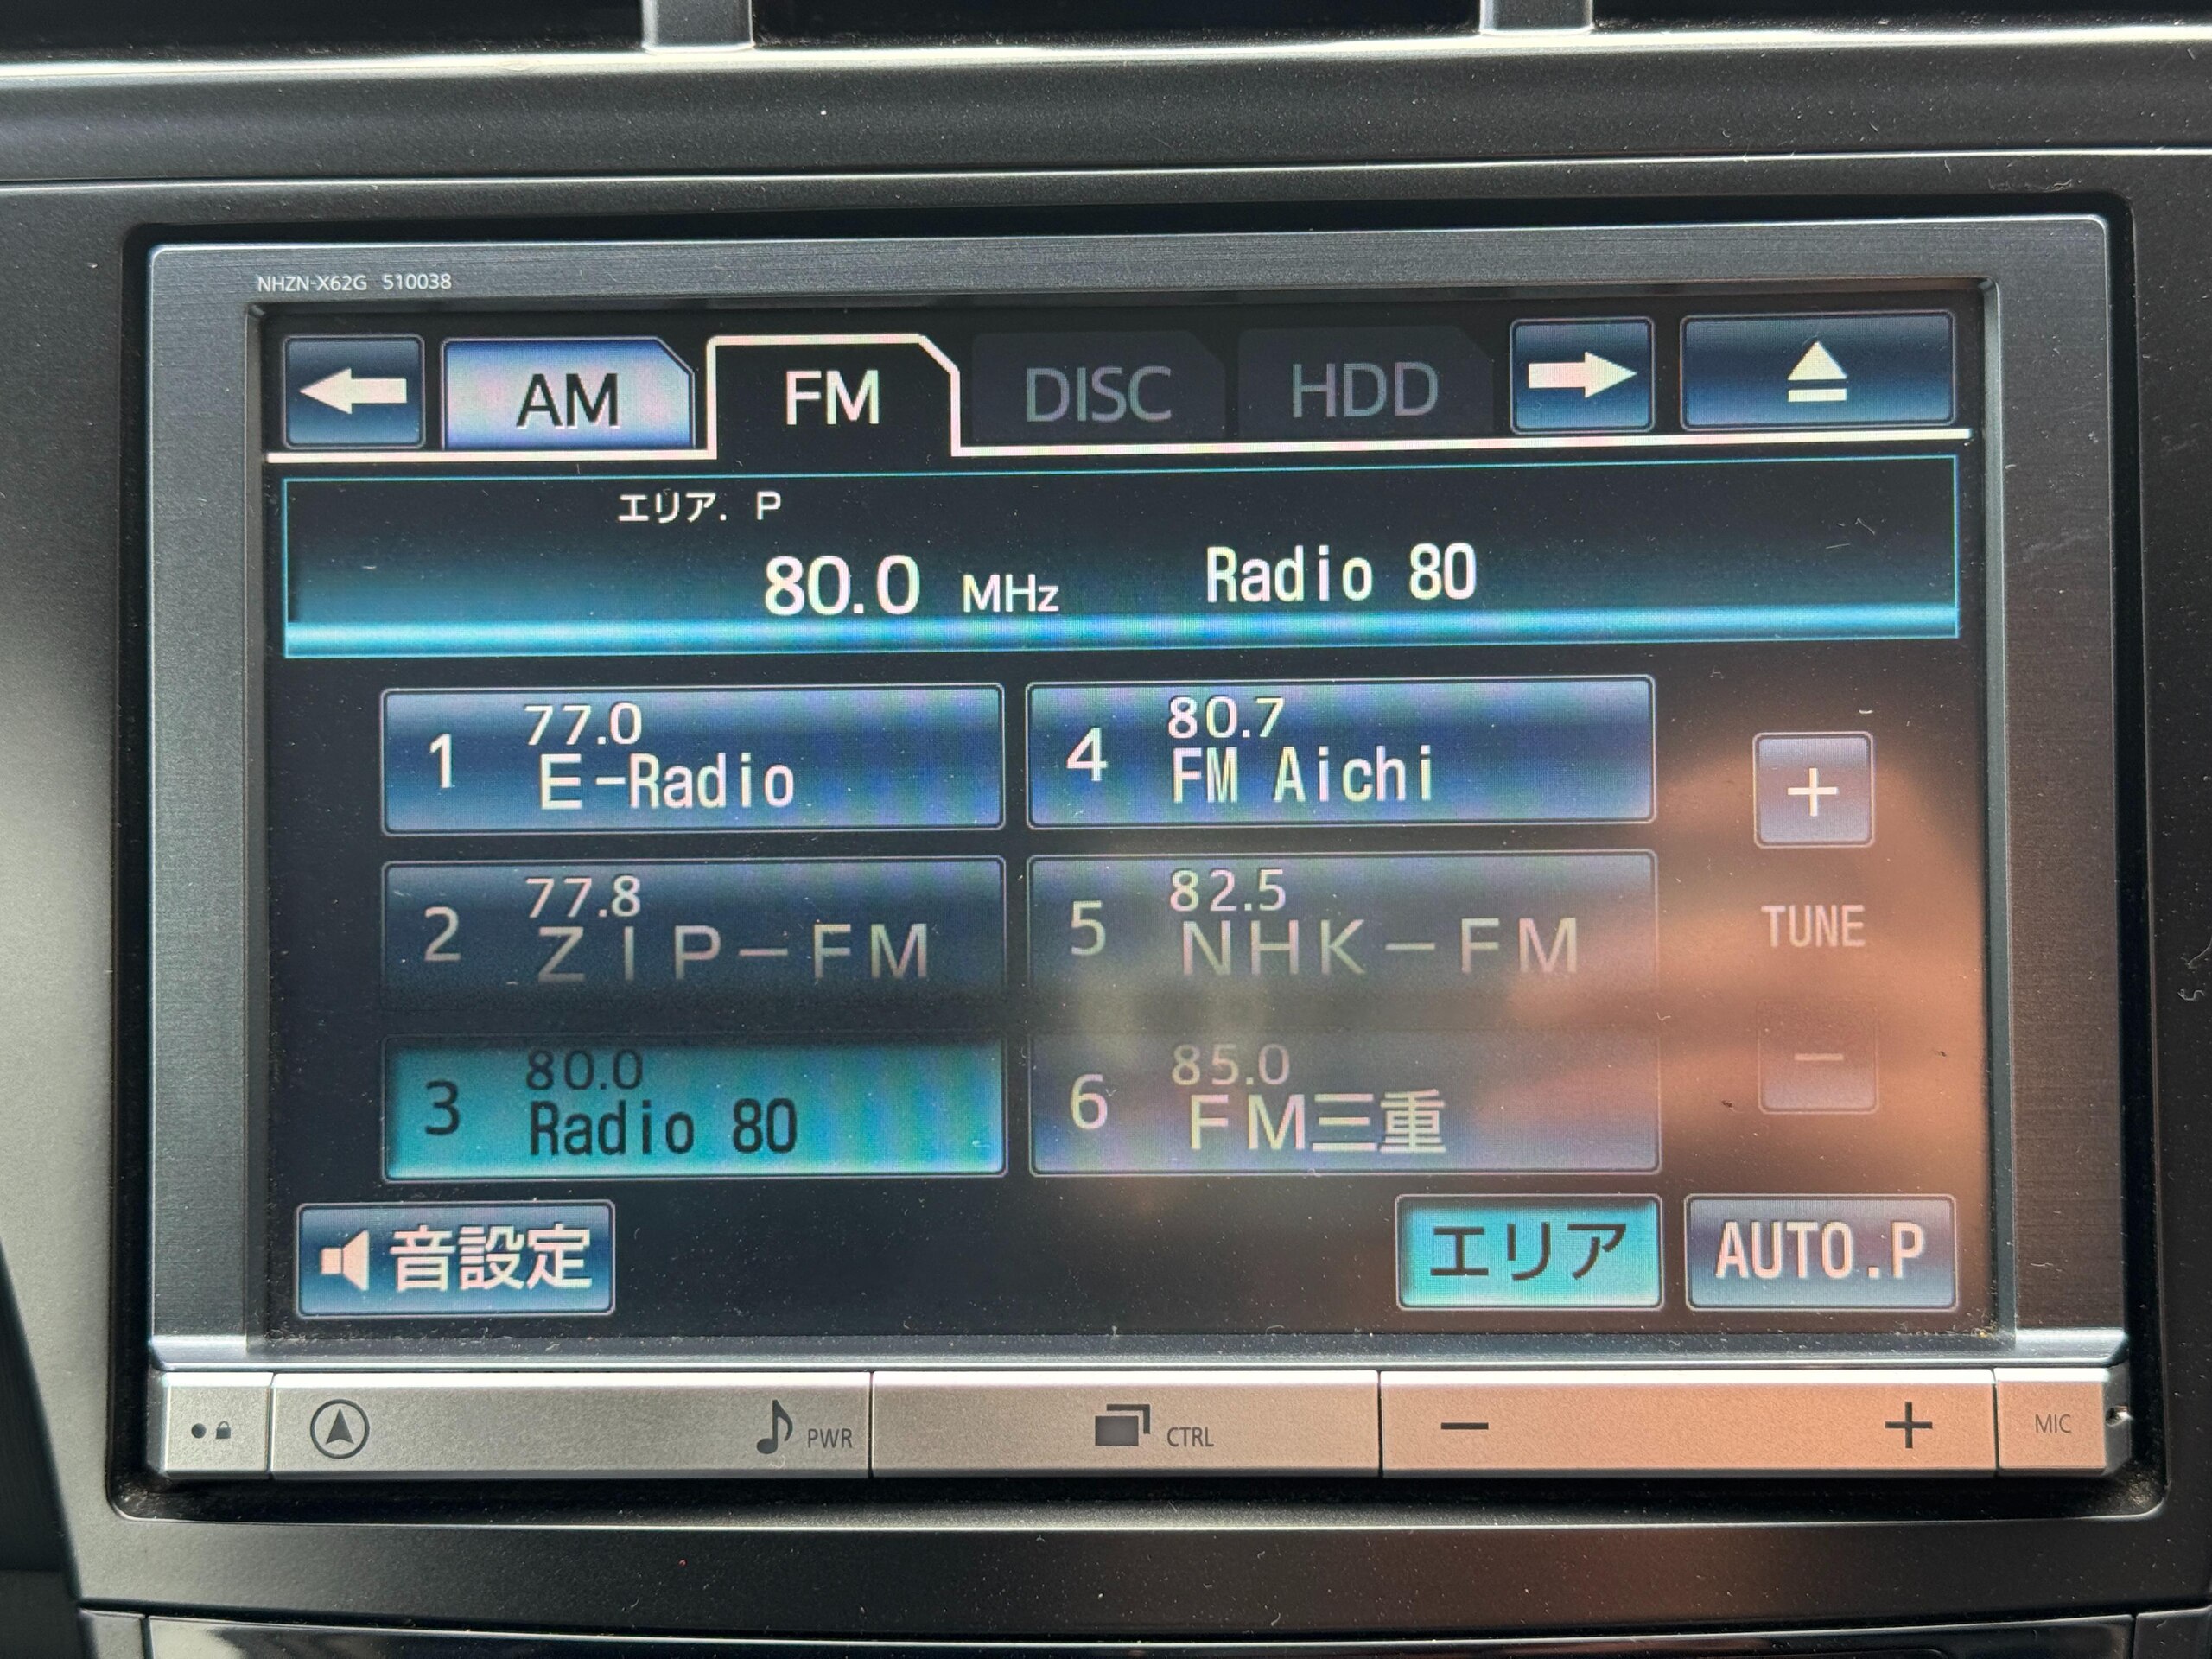 NHZN-X62G 510038
AM FM DISC HDD
エリア. P
80.0 MHz Radio 80
1 77.0 E-Radio
4 80.7 FM Aichi
2 77.8 ZIP-FM
5 82.5 NHK-FM
3 80.0 Radio 80
6 85.0 FM三重
+
TUNE
-
音設定 エリア AUTO.P
PWR CTRL - + MIC